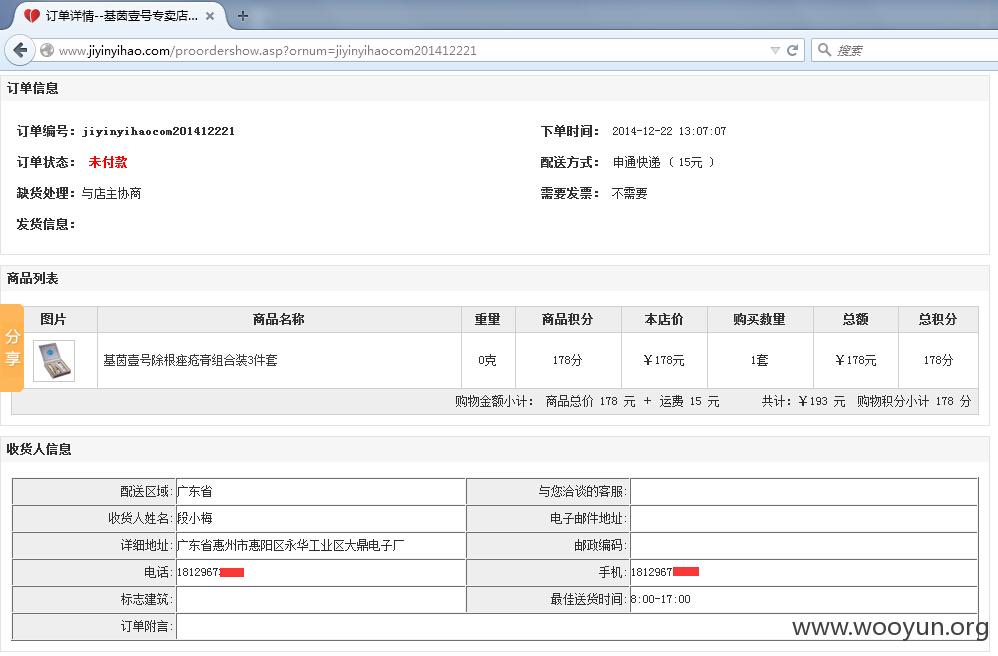 订单详情--基茵壹号专卖店...
www.jiyinyihao.com/proordershow.asp?ornum=jiyinyihaocom201412221
搜索
订单信息
订单编号：jiyinyihaocom201412221 下单时间： 2014-12-22 13:07:07
订单状态： 未付款 配送方式： 申通快递 （ 15元 ）
缺货处理：与店主协商 需要发票： 不需要
发货信息：
商品列表
分享
图片 商品名称 重量 商品积分 本店价 购买数量 总额 总积分
基茵壹号除根痤疮膏组合装3件套 0克 178分 ￥178元 1套 ￥178元 178分
购物金额小计： 商品总价 178 元 + 运费 15 元 共计：￥193 元 购物积分小计 178 分
收货人信息
配送区域: 广东省 与您洽谈的客服:
收货人姓名: 段小梅 电子邮件地址:
详细地址: 广东省惠州市惠阳区永华工业区大鼎电子厂 邮政编码:
电话: 1812967 手机: 1812967
标志建筑: 最佳送货时间: 8:00-17:00
订单附言:
www.wooyun.org